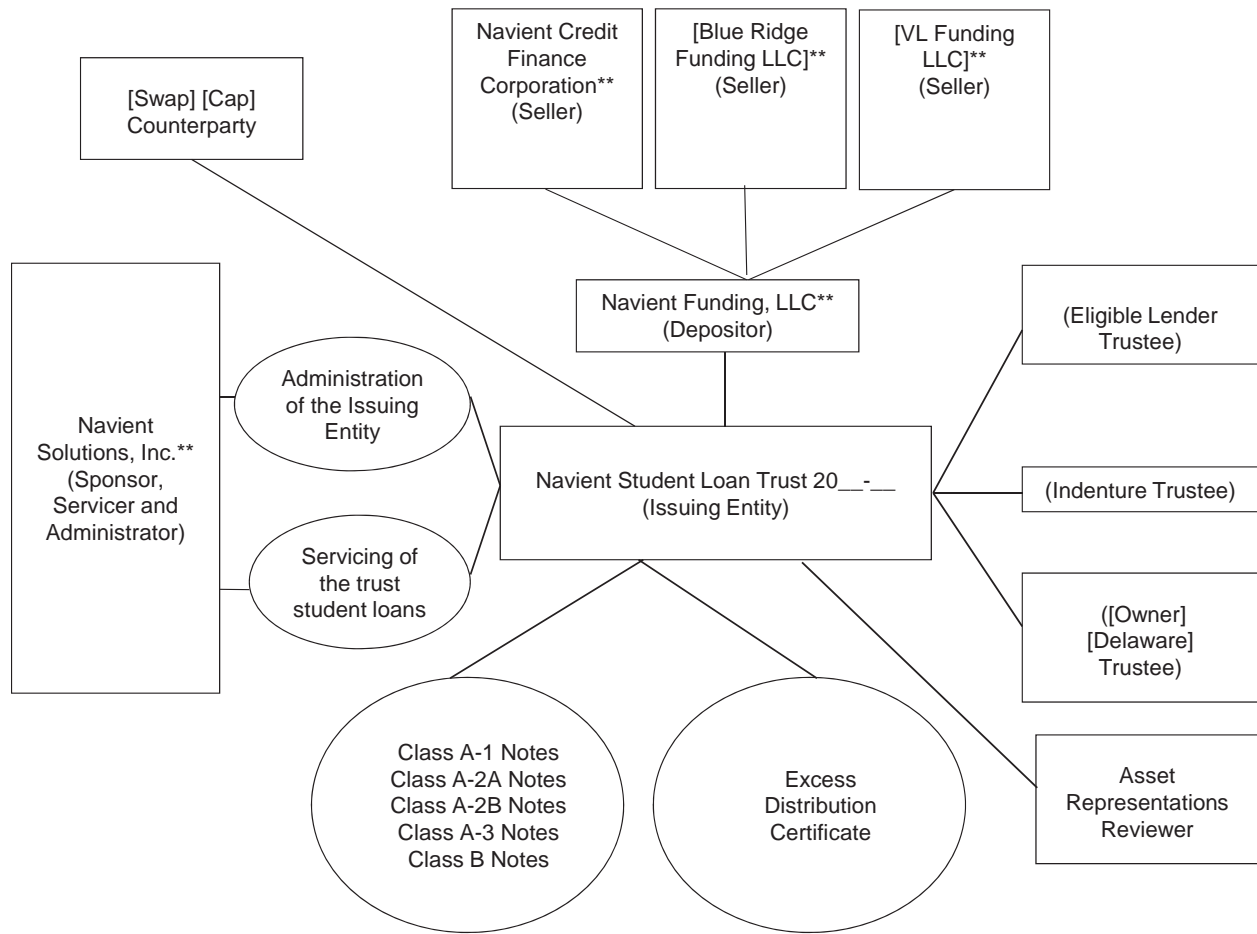 Navient Credit
Finance
Corporation**
(Seller)
[Blue Ridge
Funding LLC]**
(Seller)
[VL Funding
LLC]**
(Seller)
[Swap] [Cap]
Counterparty
Navient Funding, LLC**
(Depositor)
(Eligible Lender
Trustee)
Administration
of the Issuing
Entity
Navient
Solutions, Inc.**
(Sponsor,
Servicer and
Administrator)
Navient Student Loan Trust 20__-__
(Issuing Entity)
(Indenture Trustee)
Servicing of
the trust
student loans
([Owner]
[Delaware]
Trustee)
Class A-1 Notes
Class A-2A Notes
Class A-2B Notes
Class A-3 Notes
Class B Notes
Excess
Distribution
Certificate
Asset
Representations
Reviewer